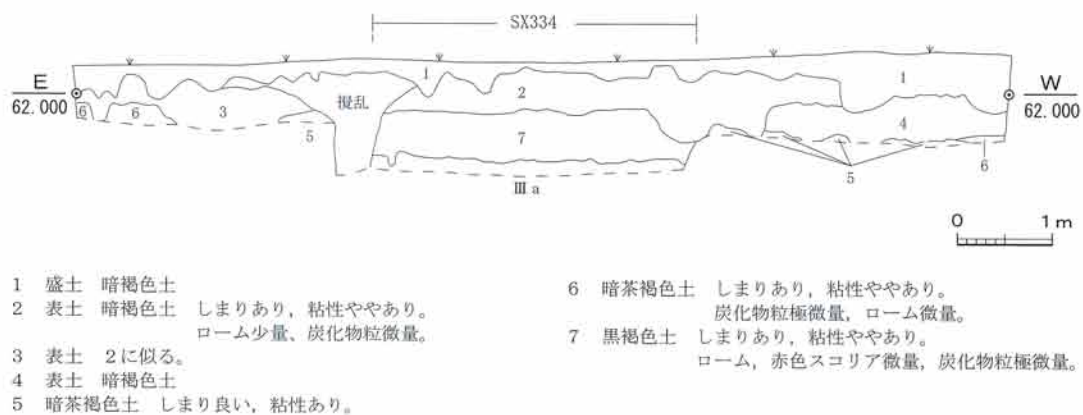 SX334
E
62.000
W
62.000
1
1
2
撹乱
6
6
3
5
7
4
6
5
Ⅲa
0 1m
1 盛土 暗褐色土
2 表土 暗褐色土 しまりあり，粘性ややあり。
ローム少量、炭化物粒微量。
3 表土 2に似る。
4 表土 暗褐色土
5 暗茶褐色土 しまり良い，粘性あり。
6 暗茶褐色土 しまりあり，粘性ややあり。
炭化物粒極微量，ローム微量。
7 黒褐色土 しまりあり，粘性ややあり。
ローム，赤色スコリア微量，炭化物粒極微量。